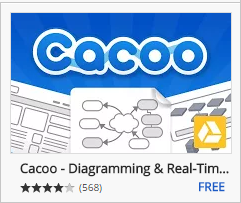 Cacoo
Cacoo - Diagramming & Real-Tim...
(568)
FREE